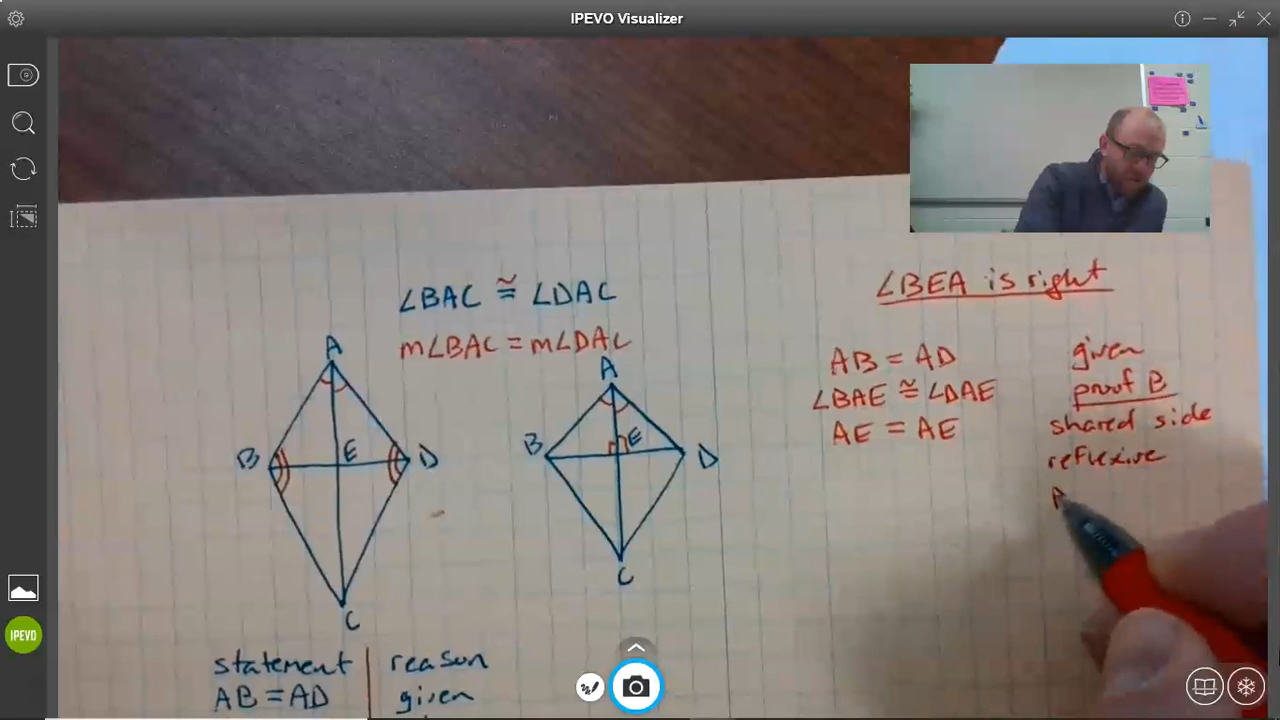 IPEVO Visualizer
∠BAC ≅ ∠DAC
m∠BAC = m∠DAC
A
B
E
D
C
A
B
E
D
C
∠BEA is right
AB = AD given
∠BAE ≅ ∠DAE proof B
AE = AE shared side
reflexive
statement reason
AB = AD given
IPEVO